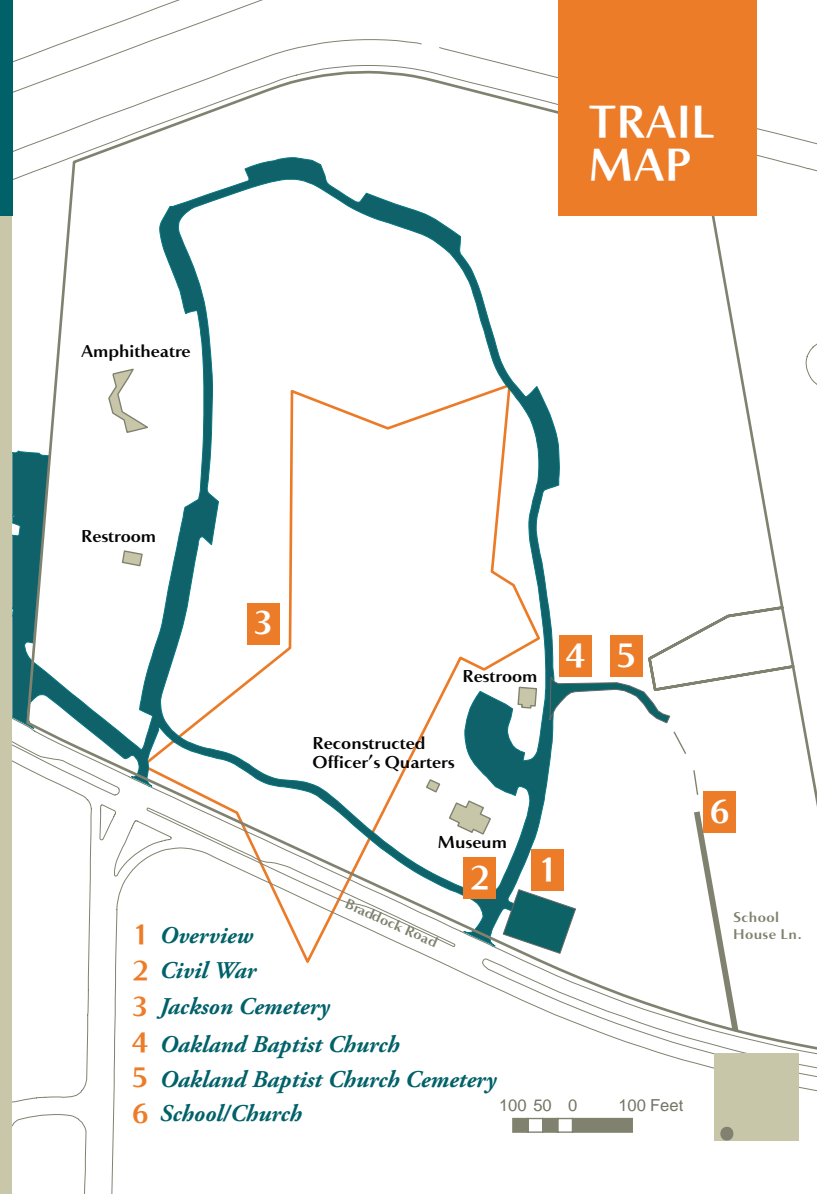 TRAIL
MAP
Amphitheatre
Restroom
3
4 5
Restroom
Reconstructed
Officer's Quarters
6
Museum
2 1
School
House Ln.
Braddock Road
1 Overview
2 Civil War
3 Jackson Cemetery
4 Oakland Baptist Church
5 Oakland Baptist Church Cemetery
6 School/Church
100 50 0 100 Feet